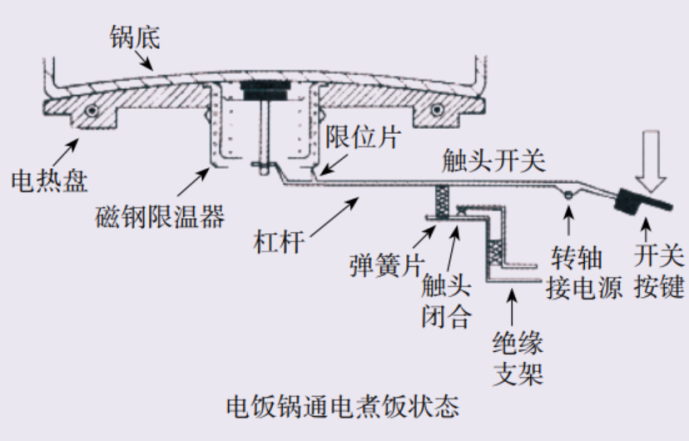 锅底
限位片
触头开关
电热盘
磁钢限温器
杠杆
弹簧片
触头
闭合
转轴
接电源
开关
按键
绝缘
支架
电饭锅通电煮饭状态